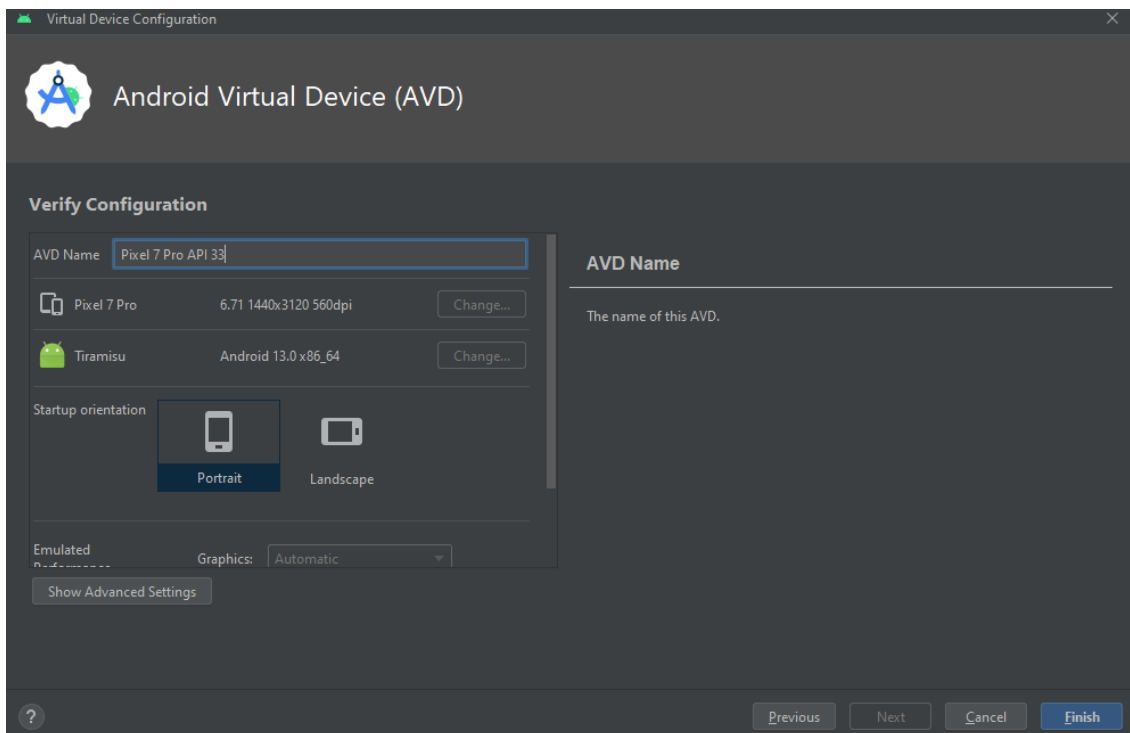 Virtual Device Configuration
Android Virtual Device (AVD)
Verify Configuration
AVD Name Pixel 7 Pro API 33
Pixel 7 Pro 6.71 1440x3120 560dpi Change...
Tiramisu Android 13.0 x86_64 Change...
Startup orientation
Portrait
Landscape
Emulated
Performance
Graphics: Automatic
Show Advanced Settings
AVD Name
The name of this AVD.
?
Previous Next Cancel Finish